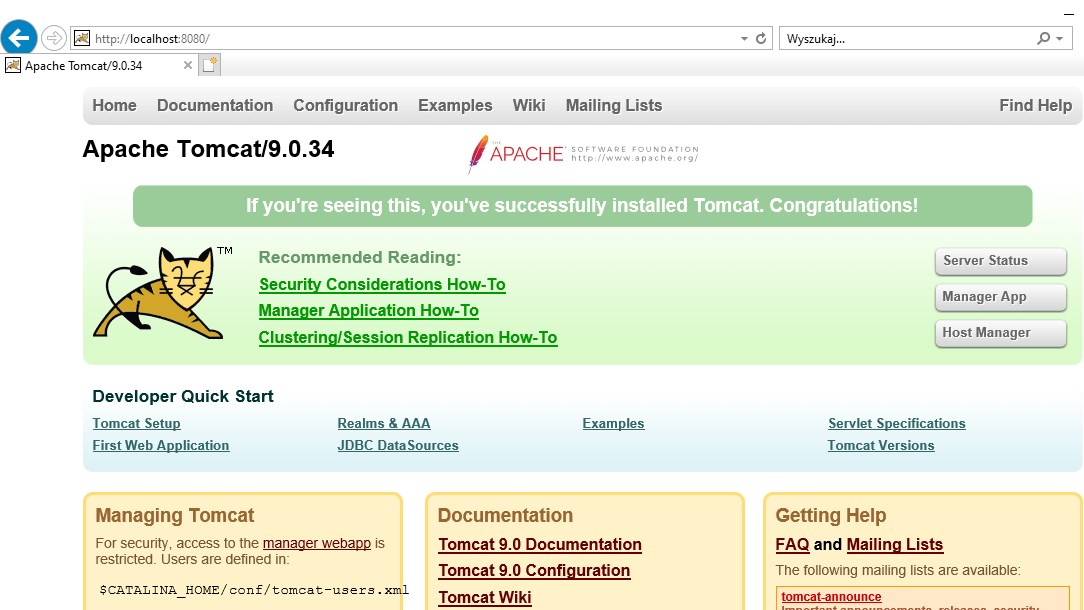 http://localhost:8080/
Wyszukaj...
Apache Tomcat/9.0.34
Home Documentation Configuration Examples Wiki Mailing Lists Find Help
Apache Tomcat/9.0.34
THE
APACHE
SOFTWARE FOUNDATION
http://www.apache.org/
If you're seeing this, you've successfully installed Tomcat. Congratulations!
TM
Recommended Reading:
Security Considerations How-To
Manager Application How-To
Clustering/Session Replication How-To
Server Status
Manager App
Host Manager
Developer Quick Start
Tomcat Setup
First Web Application
Realms & AAA
JDBC DataSources
Examples
Servlet Specifications
Tomcat Versions
Managing Tomcat
For security, access to the manager webapp is
restricted. Users are defined in:
$CATALINA_HOME/conf/tomcat-users.xml
Documentation
Tomcat 9.0 Documentation
Tomcat 9.0 Configuration
Tomcat Wiki
Getting Help
FAQ and Mailing Lists
The following mailing lists are available:
tomcat-announce
Important announcements, releases, security